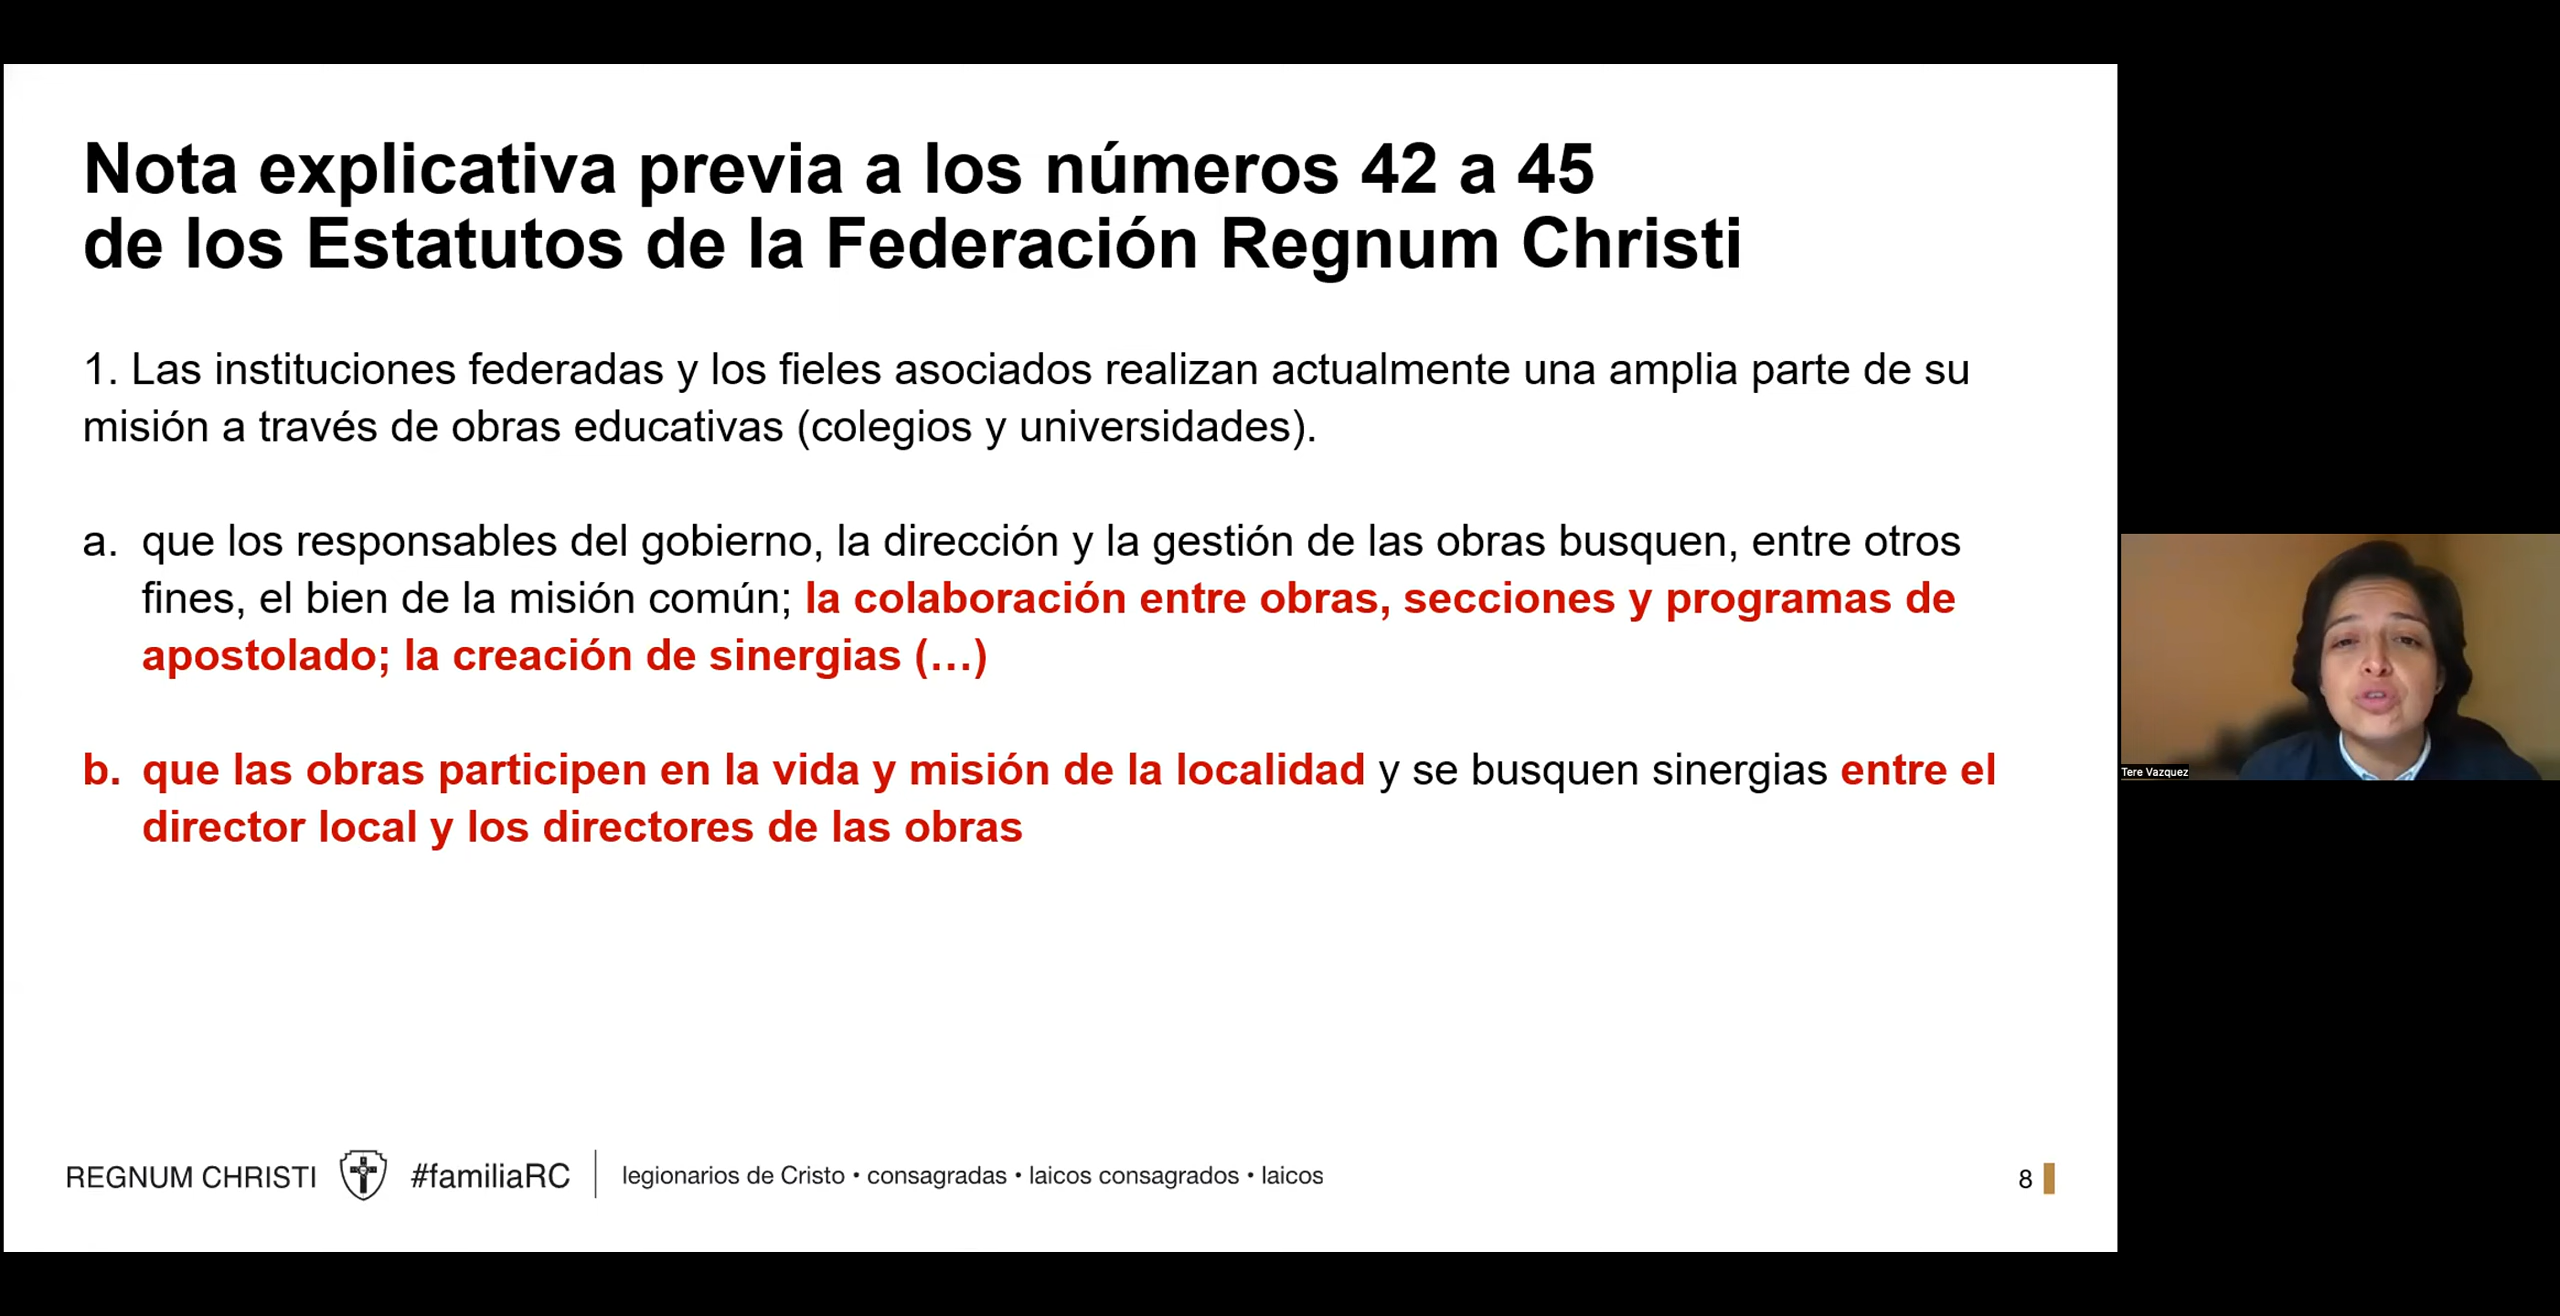 Nota explicativa previa a los números 42 a 45
de los Estatutos de la Federación Regnum Christi
1. Las instituciones federadas y los fieles asociados realizan actualmente una amplia parte de su
misión a través de obras educativas (colegios y universidades).
a. que los responsables del gobierno, la dirección y la gestión de las obras busquen, entre otros
fines, el bien de la misión común; la colaboración entre obras, secciones y programas de
apostolado; la creación de sinergias (...)
b. que las obras participen en la vida y misión de la localidad y se busquen sinergias entre el
director local y los directores de las obras
Tere Vazquez
REGNUM CHRISTI #familiaRC legionarios de Cristo • consagradas • laicos consagrados • laicos
8